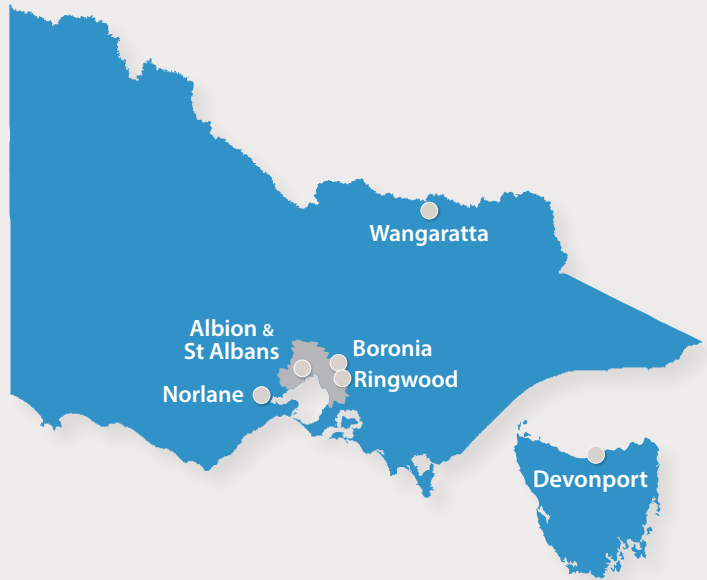 Wangaratta
Albion &
St Albans
Boronia
Ringwood
Norlane
Devonport